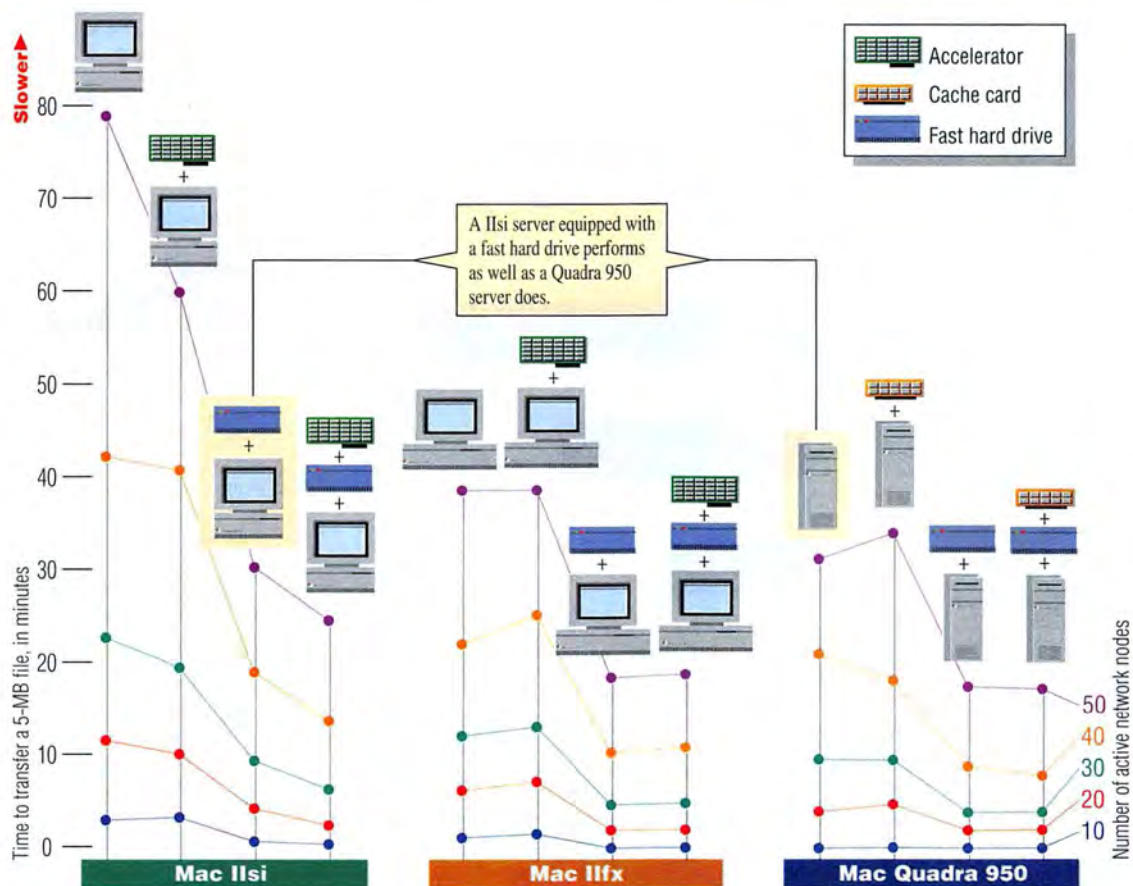 Slower
80
70
60
50
40
30
20
10
0
Time to transfer a 5-MB file, in minutes
Accelerator
Cache card
Fast hard drive
A IIsi server equipped with
a fast hard drive performs
as well as a Quadra 950
server does.
+
+
+
+
+
+
+
+
+
+
+
+
50
40
30
20
10
Number of active network nodes
Mac IIsi
Mac IIfx
Mac Quadra 950